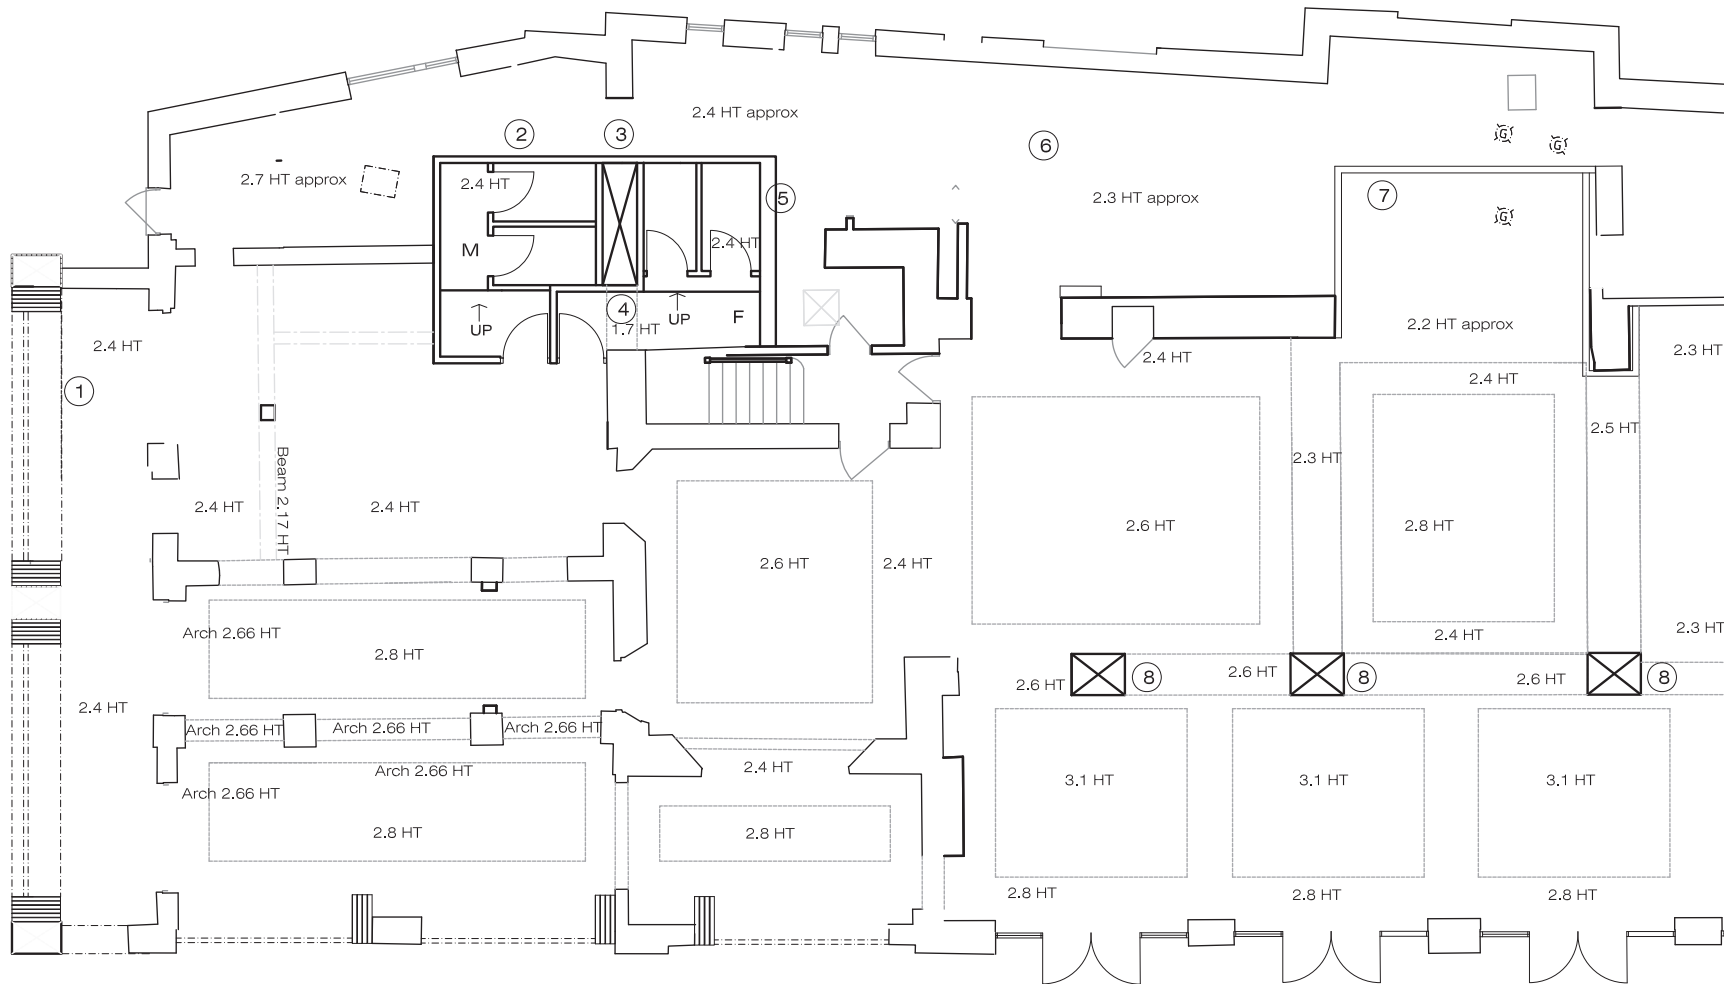 2.4 HT approx
2
3
6
2.7 HT approx
2.4 HT
5
7
2.3 HT approx
G
G
G
M
2.4 HT
4
UP
1.7 HT
UP
F
2.2 HT approx
2.4 HT
2.4 HT
2.3 HT
1
2.4 HT
2.5 HT
2.3 HT
Beam 2.17 HT
2.4 HT
2.4 HT
2.6 HT
2.8 HT
2.6 HT
2.4 HT
Arch 2.66 HT
2.8 HT
2.4 HT
2.3 HT
2.6 HT
8
2.6 HT
8
2.6 HT
8
2.4 HT
Arch 2.66 HT
Arch 2.66 HT
Arch 2.66 HT
Arch 2.66 HT
2.4 HT
3.1 HT
3.1 HT
3.1 HT
Arch 2.66 HT
2.8 HT
2.8 HT
2.8 HT
2.8 HT
2.8 HT